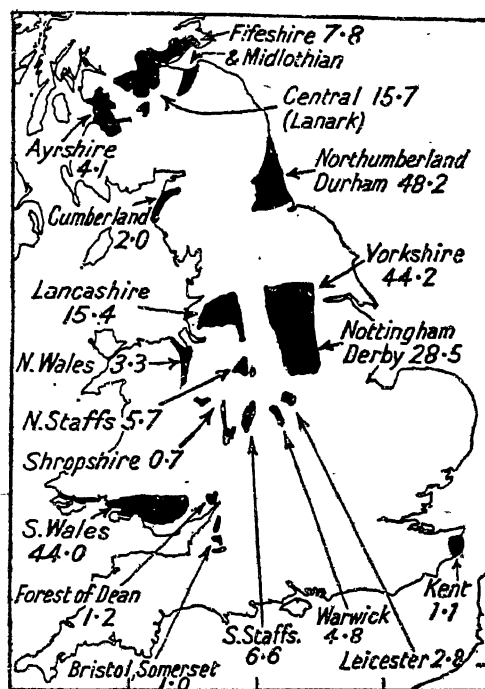 Fifeshire 7·8
& Midlothian
Central 15·7
(Lanark)
Ayrshire
4·1
Northumberland
Durham 48·2
Cumberland
2·0
Yorkshire
44·2
Lancashire
15·4
Nottingham
Derby 28·5
N. Wales 3·3
N. Staffs 5·7
Shropshire 0·7
S. Wales
44·0
Forest of Dean
1·2
Kent
1·1
S. Staffs.
6·6
Warwick
4·8
Leicester 2·8
Bristol, Somerset
1·0